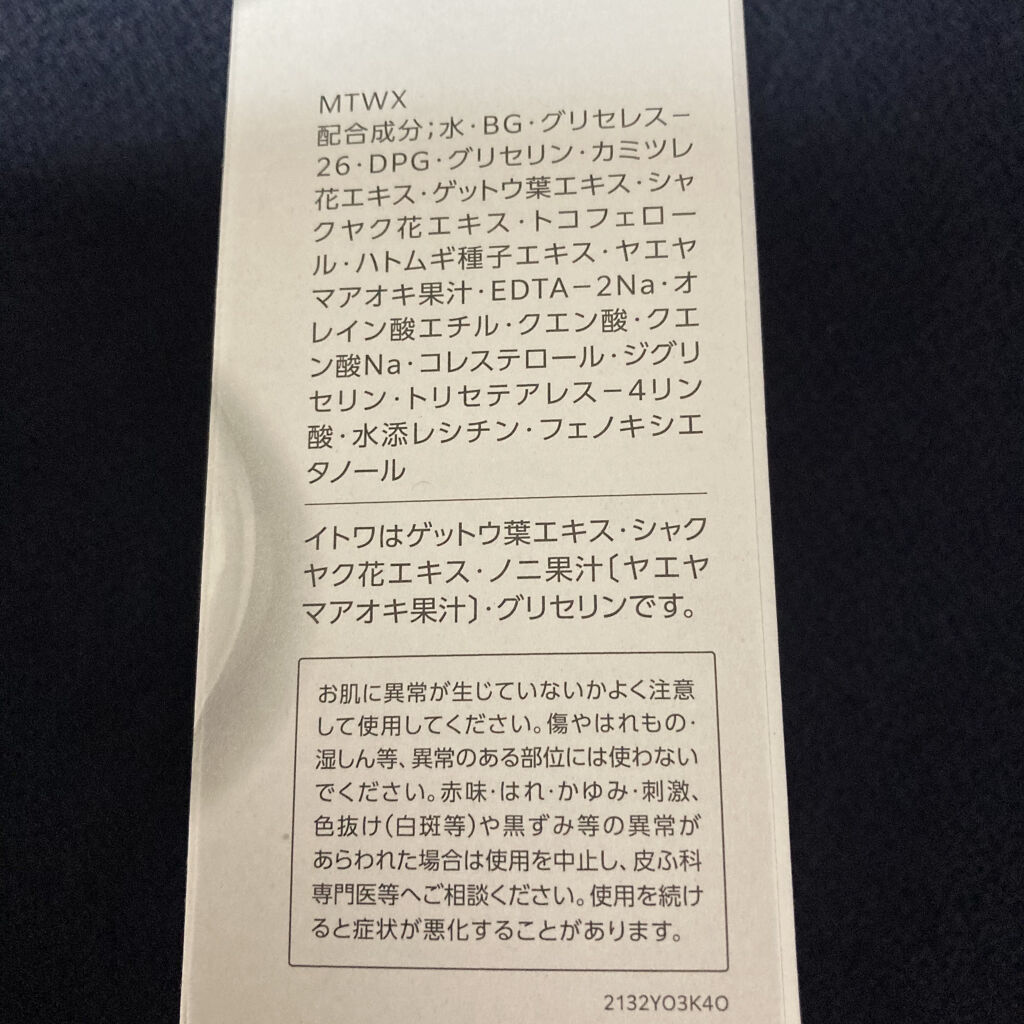 MTWX
配合成分;水・BG・グリセレス−
26・DPG・グリセリン・カミツレ
花エキス・ゲットウ葉エキス・シャ
クヤク花エキス・トコフェロー
ル・ハトムギ種子エキス・ヤエヤ
マアオキ果汁・EDTA−2Na・オ
レイン酸エチル・クエン酸・クエ
ン酸Na・コレステロール・ジグリ
セリン・トリセテアレス−4リン
酸・水添レシチン・フェノキシエ
タノール
イトワはゲットウ葉エキス・シャク
ヤク花エキス・ノニ果汁〔ヤエヤ
マアオキ果汁〕・グリセリンです。
お肌に異常が生じていないかよく注意
して使用してください。傷やはれもの・
湿しん等、異常のある部位には使わない
でください。赤味・はれ・かゆみ・刺激、
色抜け(白斑等)や黒ずみ等の異常が
あらわれた場合は使用を中止し、皮ふ科
専門医等へご相談ください。使用を続け
ると症状が悪化することがあります。
2132YO3K4O